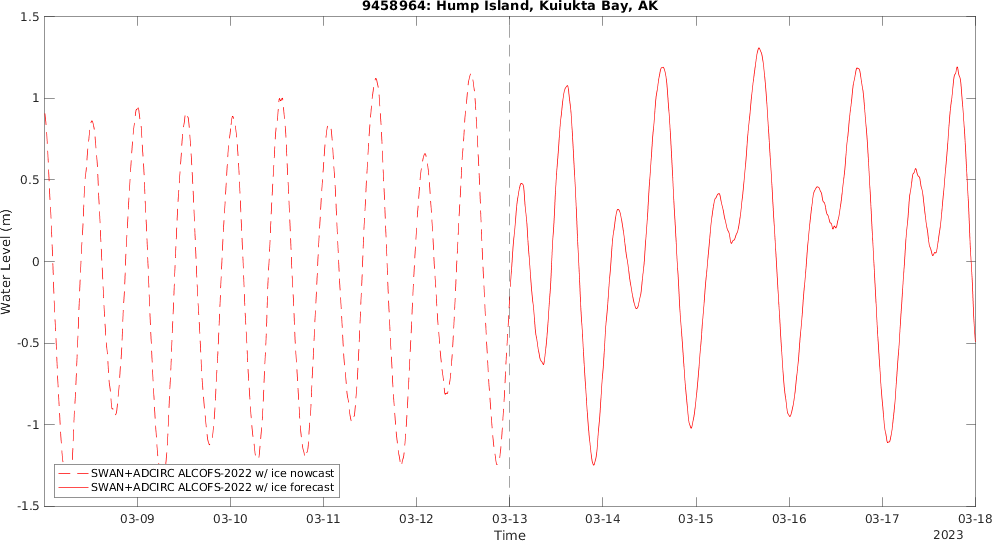 9458964: Hump Island, Kuiukta Bay, AK
1.5
1
0.5
0
-0.5
-1
-1.5
Water Level (m)
SWAN+ADCIRC ALCOFS-2022 w/ ice nowcast
SWAN+ADCIRC ALCOFS-2022 w/ ice forecast
03-09 03-10 03-11 03-12 03-13 03-14 03-15 03-16 03-17 03-18
Time
2023